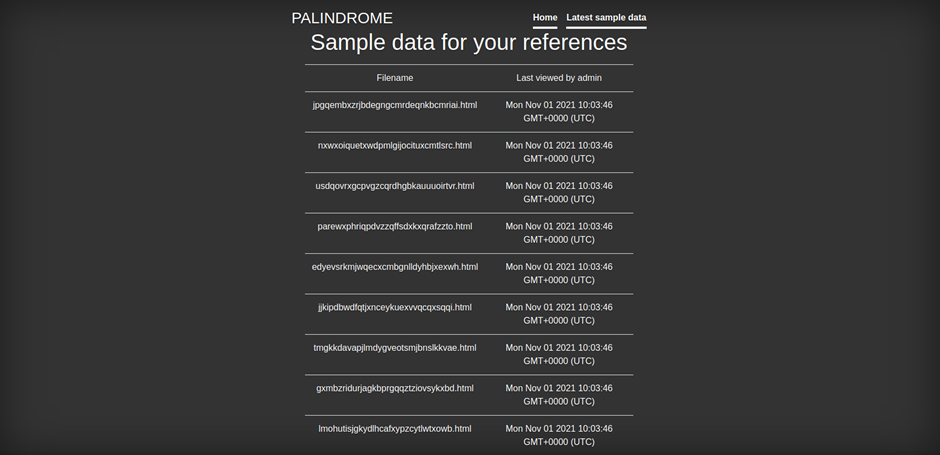 PALINDROME Home Latest sample data
Sample data for your references
Filename Last viewed by admin
jpgqembxzrjbdegngcmrdeqnkbcmriai.html Mon Nov 01 2021 10:03:46
GMT+0000 (UTC)
nxwxoiquetxwdpmlgijocituxcmtlsrc.html Mon Nov 01 2021 10:03:46
GMT+0000 (UTC)
usdqovrxgcpvgzcqrdhgbkauuuoirtvr.html Mon Nov 01 2021 10:03:46
GMT+0000 (UTC)
parewxphriqpdvzzqffsdxkxqrafzzto.html Mon Nov 01 2021 10:03:46
GMT+0000 (UTC)
edyevsrkmjwqecxcmbgnlldyhbjxexwh.html Mon Nov 01 2021 10:03:46
GMT+0000 (UTC)
jjkipdbwdfqtjxnceykuexvvqcqxsqqi.html Mon Nov 01 2021 10:03:46
GMT+0000 (UTC)
tmgkkdavapjlmdygveotsmjbnslkkvae.html Mon Nov 01 2021 10:03:46
GMT+0000 (UTC)
gxmbzridurjagkbprgqqztziovsykxbd.html Mon Nov 01 2021 10:03:46
GMT+0000 (UTC)
lmohutisjgkydlhcafxypzcytlwtxowb.html Mon Nov 01 2021 10:03:46
GMT+0000 (UTC)